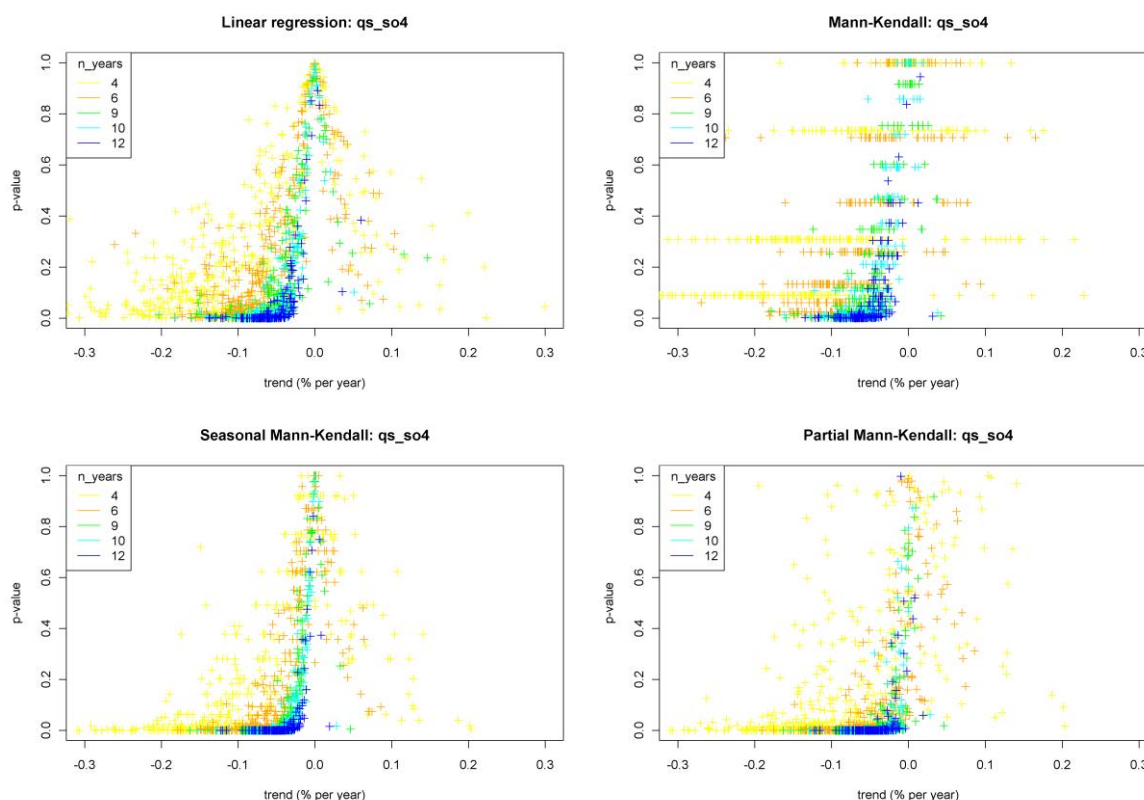 Linear regression: qs_so4
n_years
4
6
9
10
12
p-value
0.0 0.2 0.4 0.6 0.8 1.0
-0.3 -0.2 -0.1 0.0 0.1 0.2 0.3
trend (% per year)
Mann-Kendall: qs_so4
n_years
4
6
9
10
12
p-value
0.0 0.2 0.4 0.6 0.8 1.0
-0.3 -0.2 -0.1 0.0 0.1 0.2 0.3
trend (% per year)
Seasonal Mann-Kendall: qs_so4
n_years
4
6
9
10
12
p-value
0.0 0.2 0.4 0.6 0.8 1.0
-0.3 -0.2 -0.1 0.0 0.1 0.2 0.3
trend (% per year)
Partial Mann-Kendall: qs_so4
n_years
4
6
9
10
12
p-value
0.0 0.2 0.4 0.6 0.8 1.0
-0.3 -0.2 -0.1 0.0 0.1 0.2 0.3
trend (% per year)